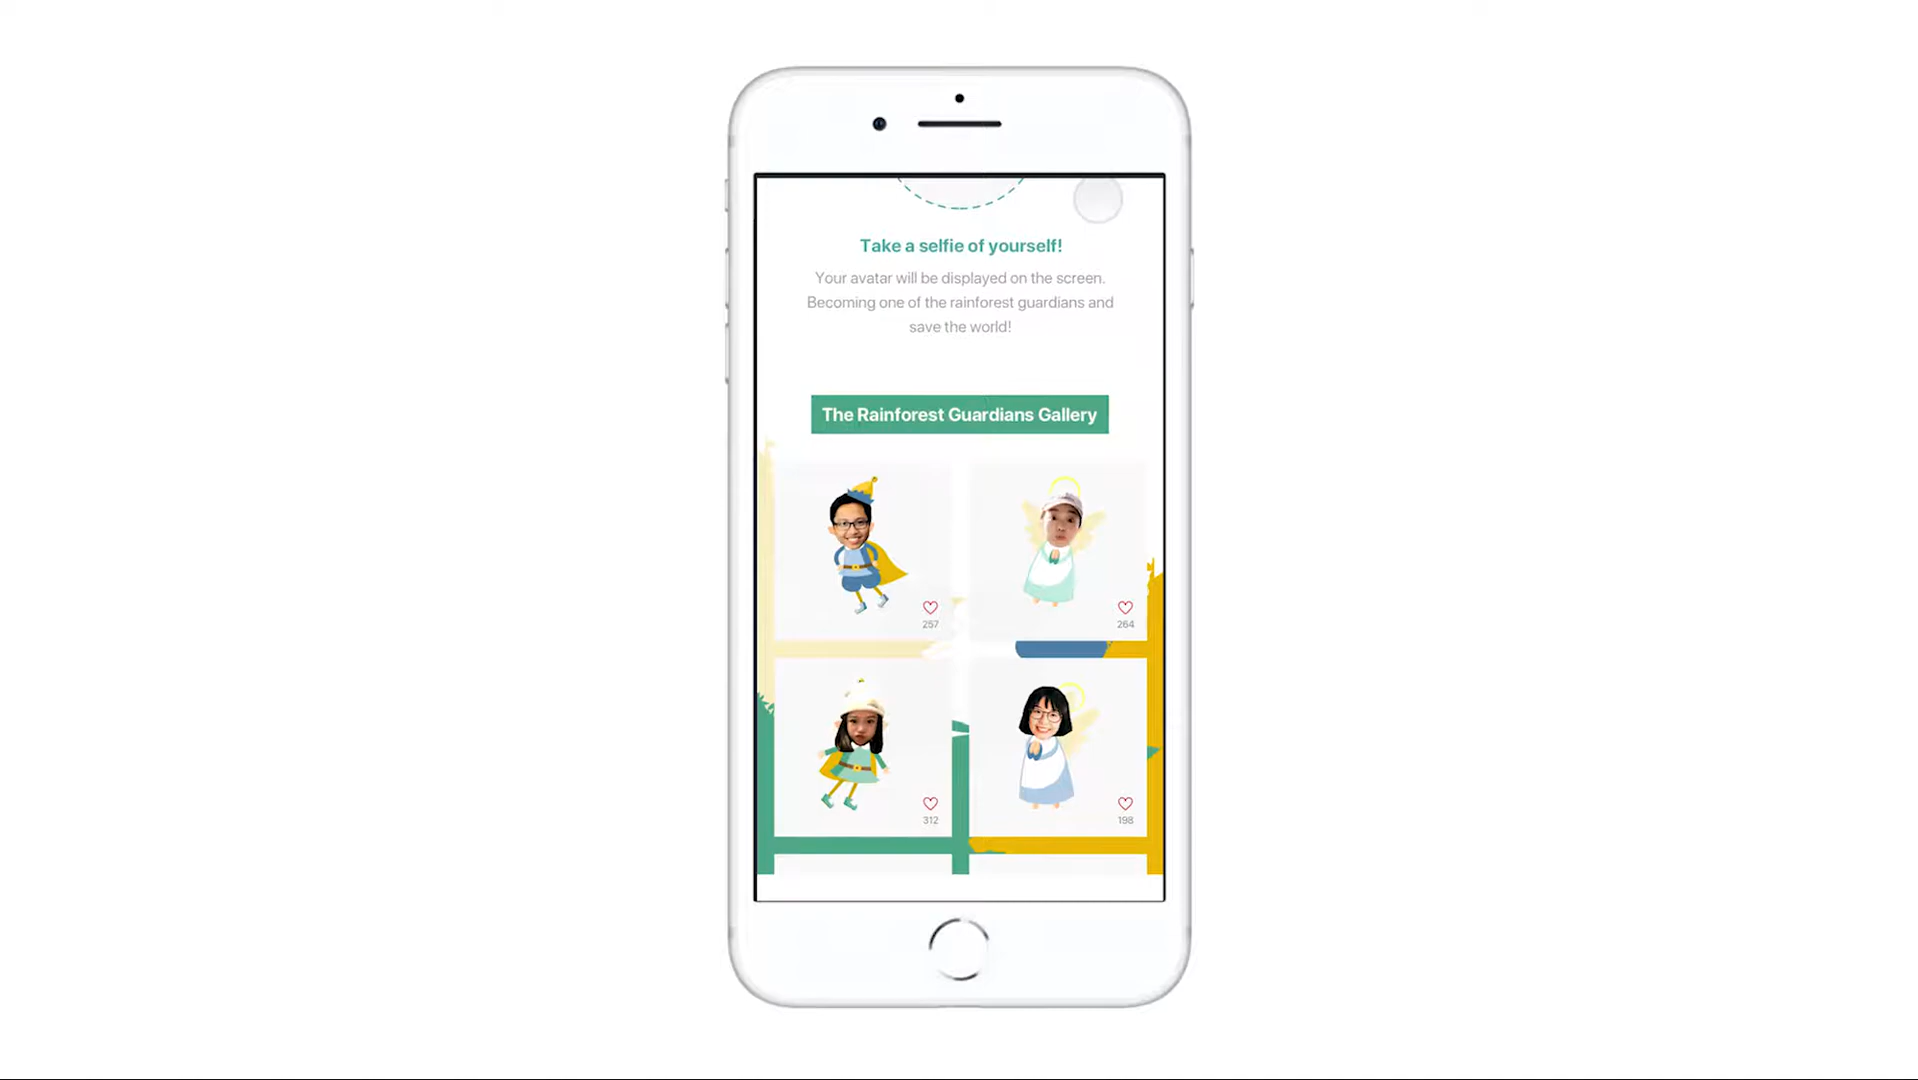 Take a selfie of yourself!
Your avatar will be displayed on the screen.
Becoming one of the rainforest guardians and
save the world!
The Rainforest Guardians Gallery
257
264
312
198